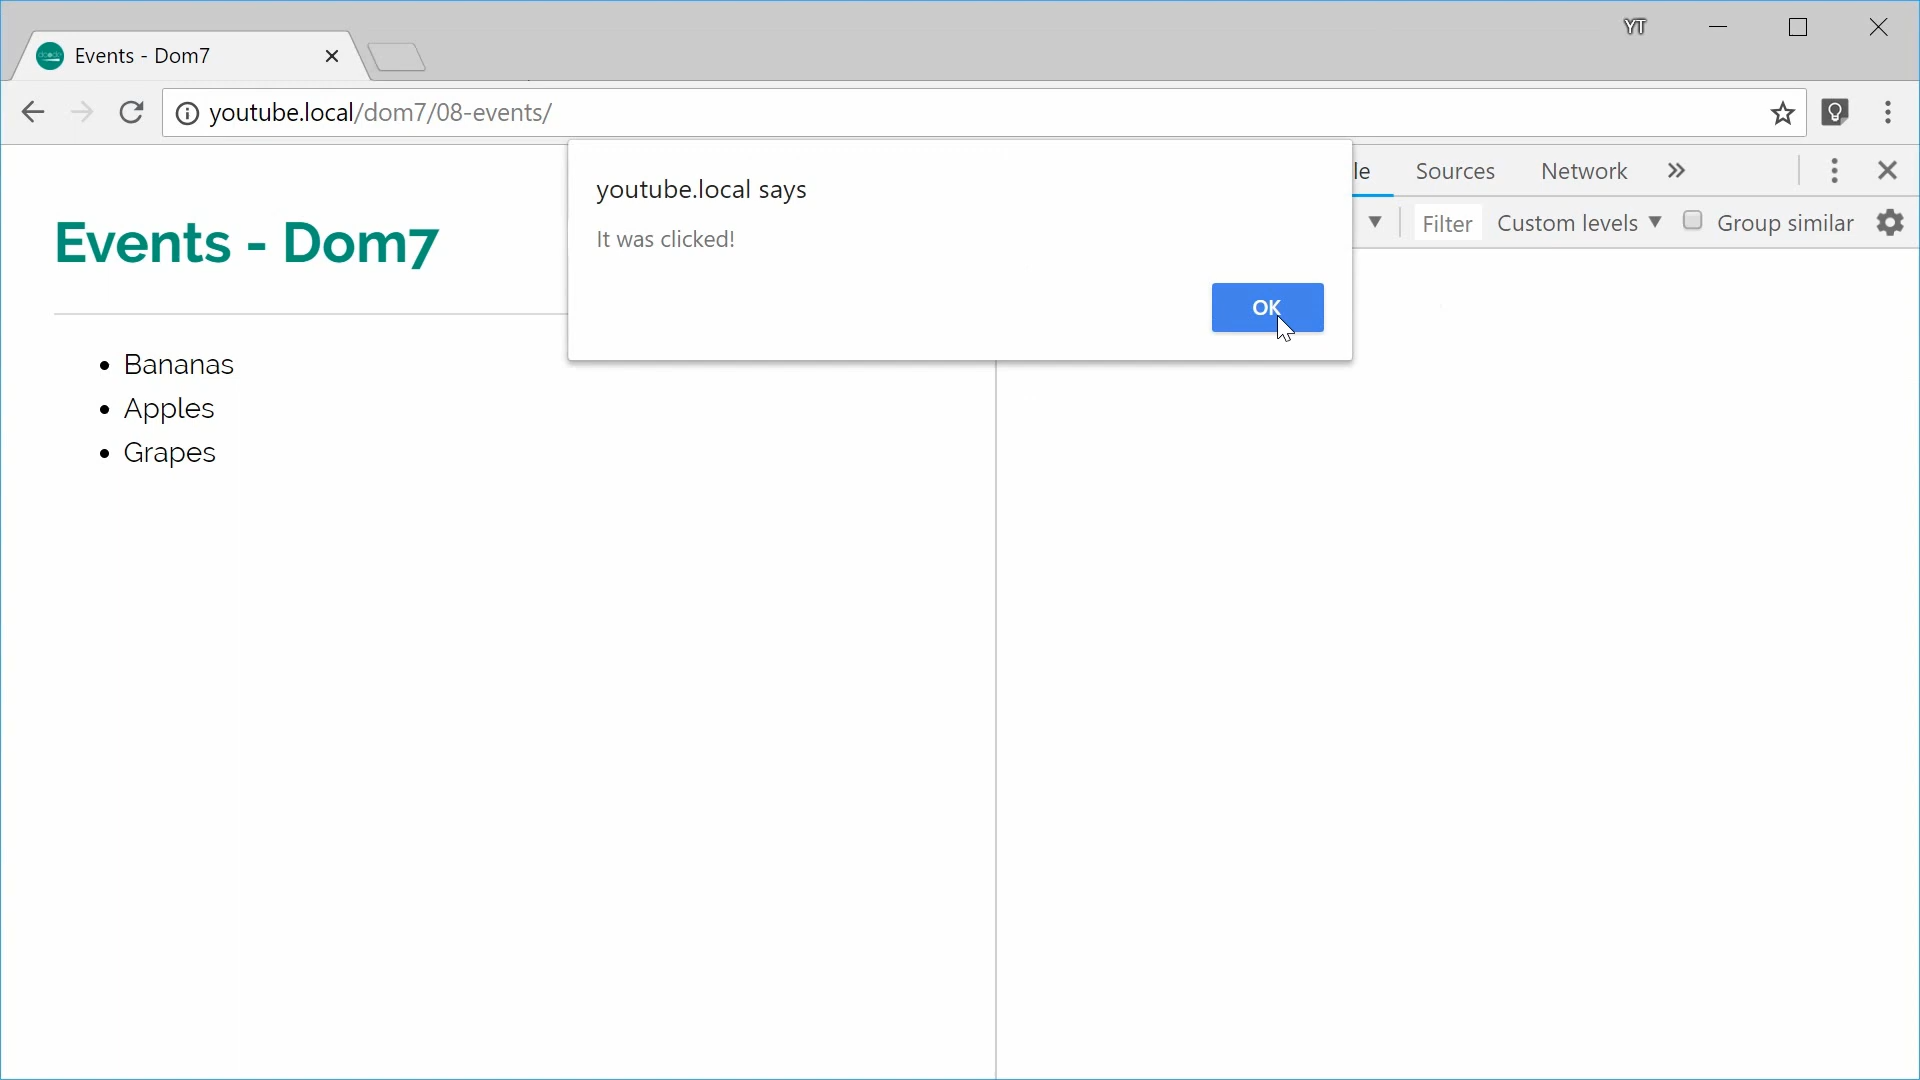 YT
Events - Dom7
youtube.local/dom7/08-events/
youtube.local says
It was clicked!
OK
le Sources Network
Filter Custom levels Group similar
Events - Dom7
Bananas
Apples
Grapes